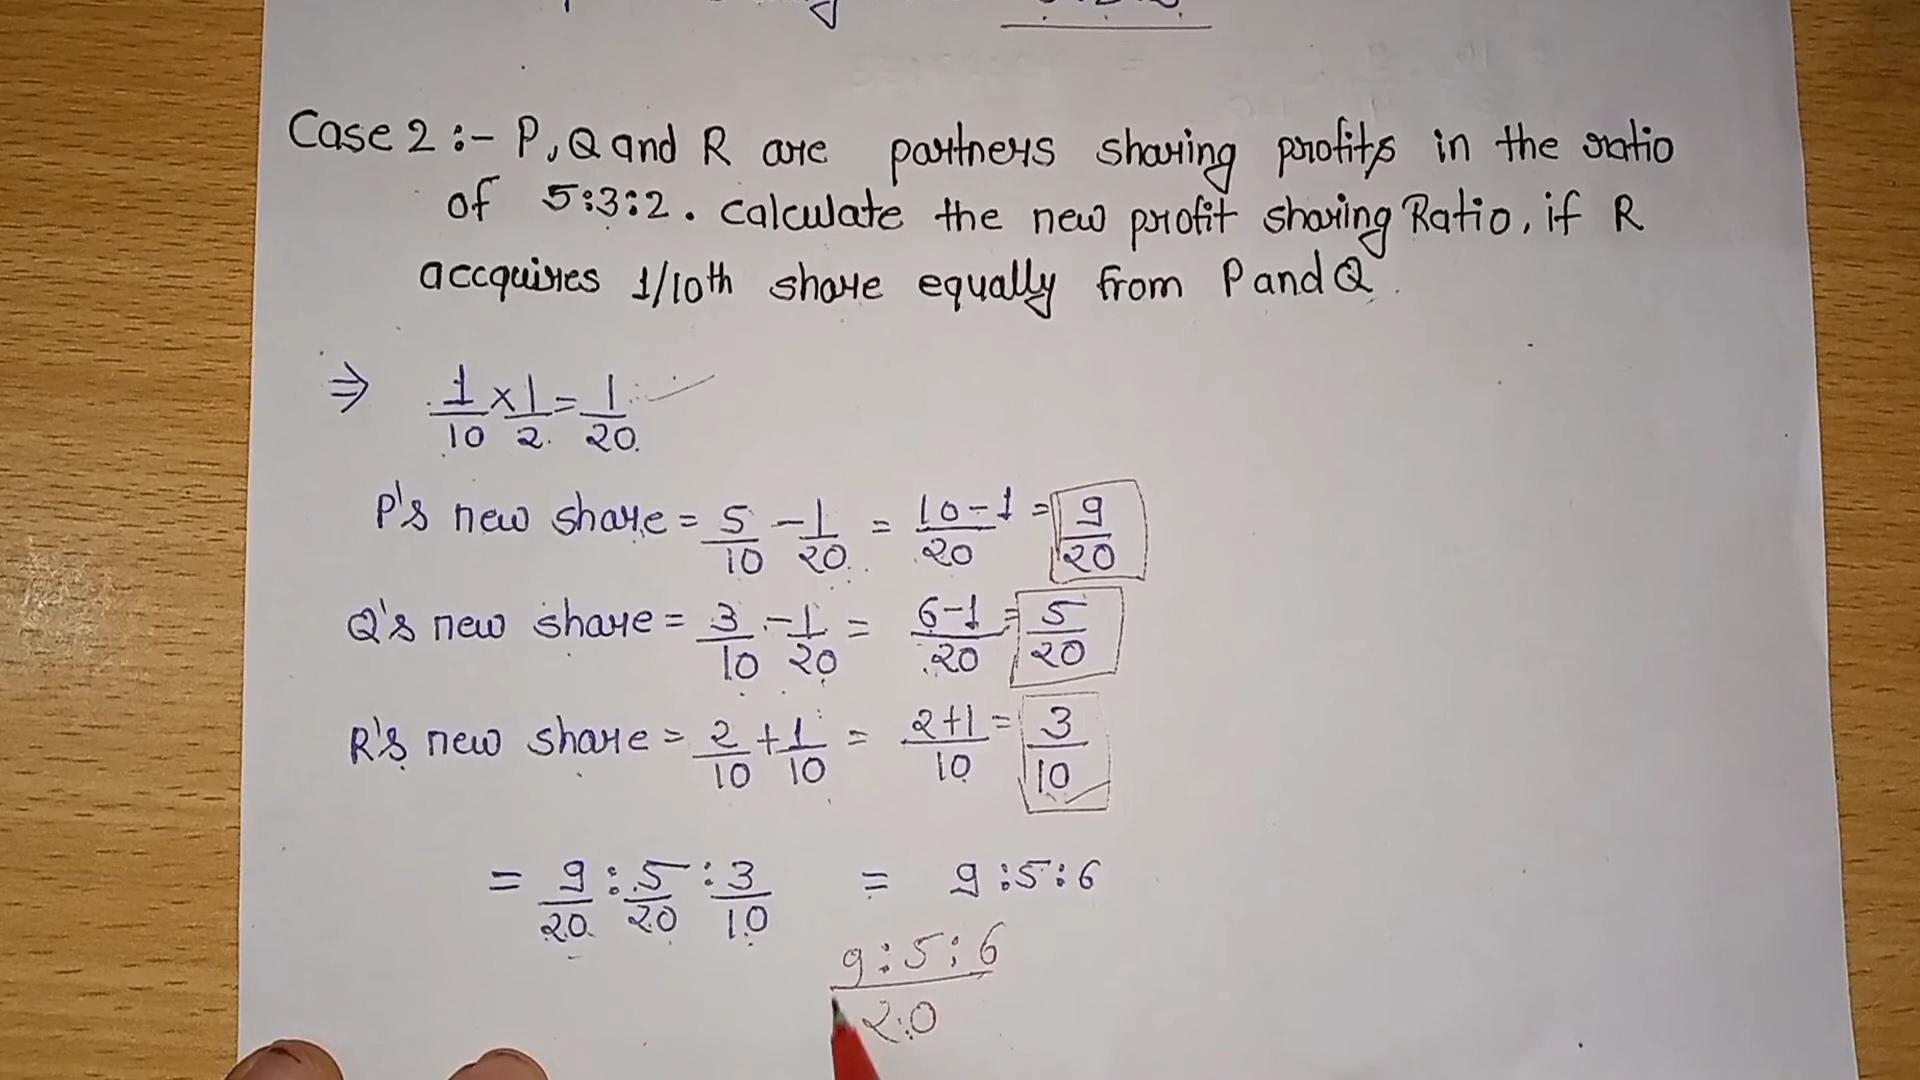 Case 2 :- P, Q and R are partners sharing profits in the ratio
of 5:3:2. Calculate the new profit sharing Ratio, if R
accquires 1/10th share equally from P and Q.
⇒ 1/10 × 1/2 = 1/20
P's new share = 5/10 - 1/20 = 10-1/20 = 9/20
Q's new share = 3/10 - 1/20 = 6-1/20 = 5/20
R's new share = 2/10 + 1/10 = 2+1/10 = 3/10
= 9/20 : 5/20 : 3/10 = 9:5:6
9:5:6/20